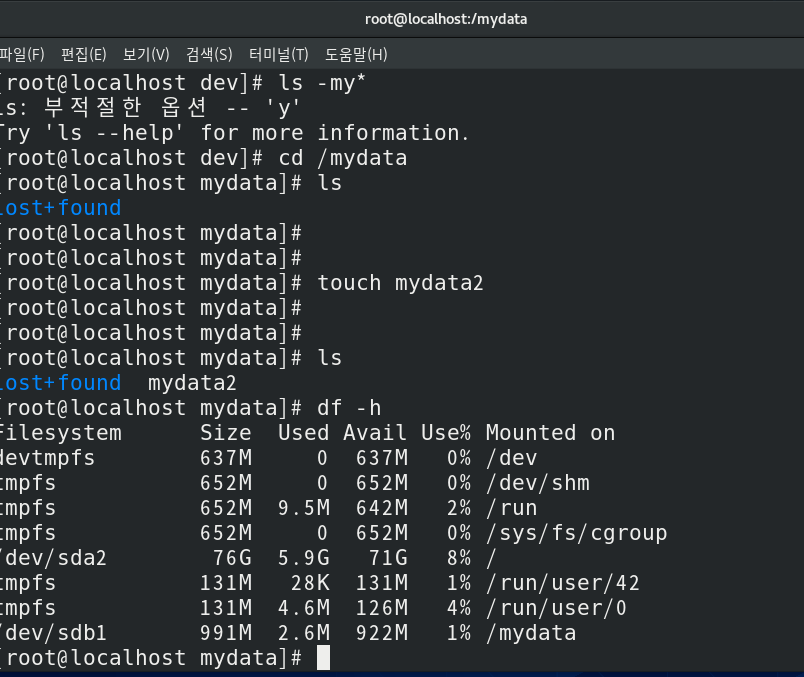 root@localhost:/mydata
파일(F) 편집(E) 보기(V) 검색(S) 터미널(T) 도움말(H)
[root@localhost dev]# ls -my*
ls: 부적절한 옵션 -- 'y'
Try 'ls --help' for more information.
[root@localhost dev]# cd /mydata
[root@localhost mydata]# ls
lost+found
[root@localhost mydata]#
[root@localhost mydata]#
[root@localhost mydata]# touch mydata2
[root@localhost mydata]#
[root@localhost mydata]#
[root@localhost mydata]# ls
lost+found  mydata2
[root@localhost mydata]# df -h
Filesystem      Size  Used Avail Use% Mounted on
devtmpfs        637M     0  637M   0% /dev
tmpfs           652M     0  652M   0% /dev/shm
tmpfs           652M  9.5M  642M   2% /run
tmpfs           652M     0  652M   0% /sys/fs/cgroup
/dev/sda2        76G  5.9G   71G   8% /
tmpfs           131M   28K  131M   1% /run/user/42
tmpfs           131M  4.6M  126M   4% /run/user/0
/dev/sdb1       991M  2.6M  922M   1% /mydata
[root@localhost mydata]#